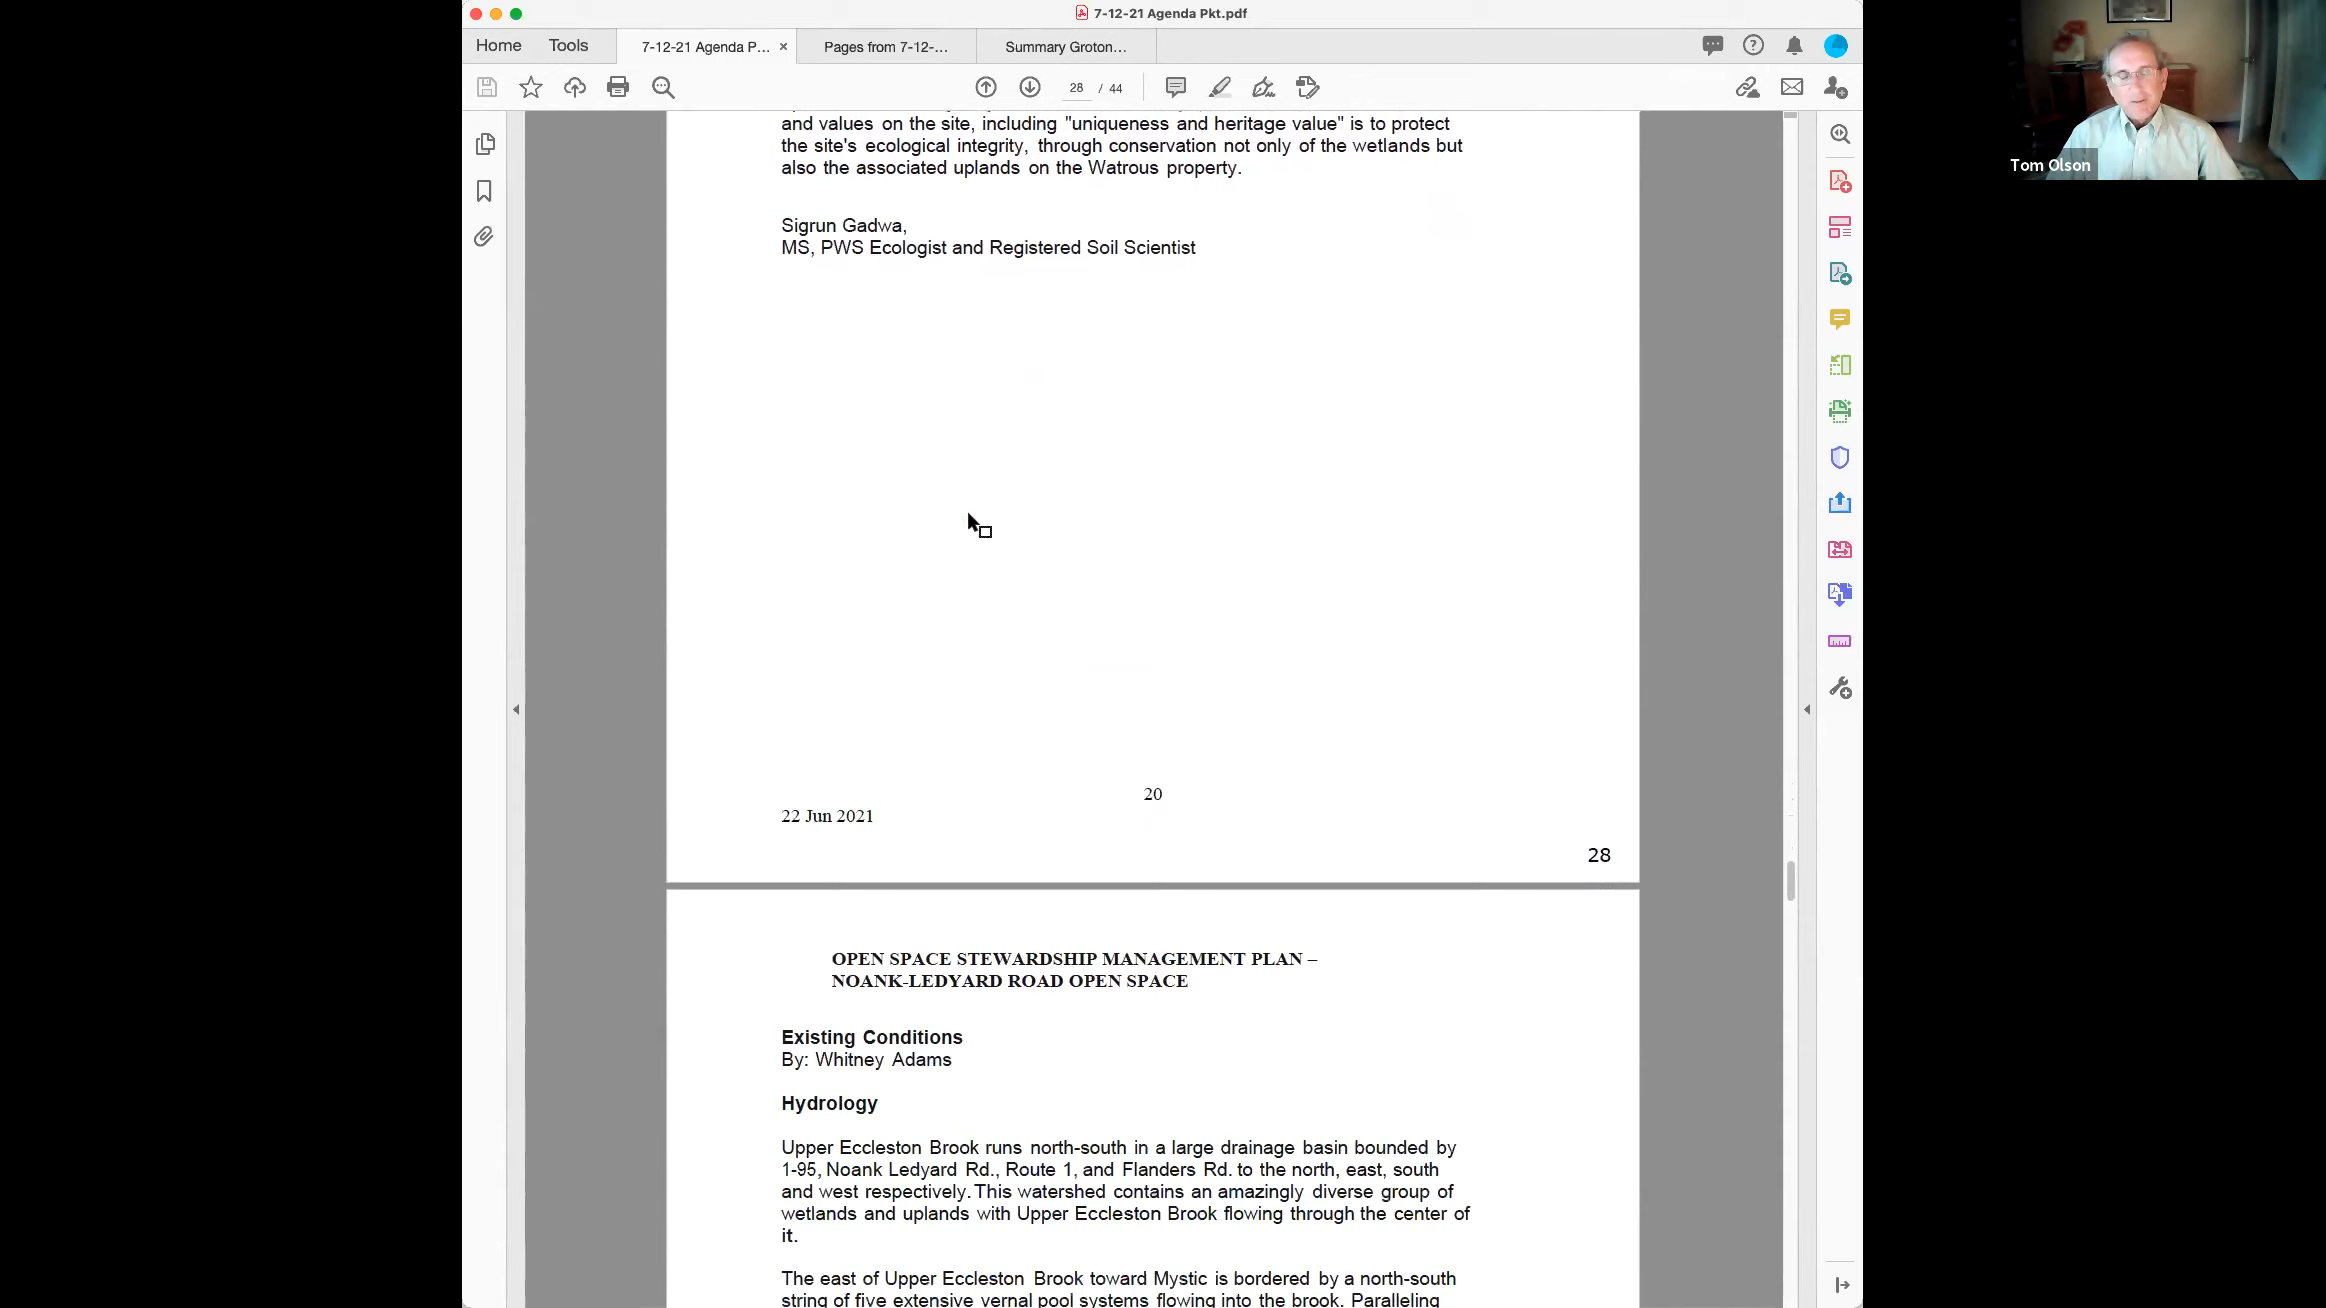 7-12-21 Agenda Pkt.pdf
Home
Tools
7-12-21 Agenda P...
Pages from 7-12-...
Summary Groton...
28 / 44
and values on the site, including "uniqueness and heritage value" is to protect
the site's ecological integrity, through conservation not only of the wetlands but
also the associated uplands on the Watrous property.
Sigrun Gadwa,
MS, PWS Ecologist and Registered Soil Scientist
20
22 Jun 2021
28
OPEN SPACE STEWARDSHIP MANAGEMENT PLAN –
NOANK-LEDYARD ROAD OPEN SPACE
Existing Conditions
By: Whitney Adams
Hydrology
Upper Eccleston Brook runs north-south in a large drainage basin bounded by
1-95, Noank Ledyard Rd., Route 1, and Flanders Rd. to the north, east, south
and west respectively. This watershed contains an amazingly diverse group of
wetlands and uplands with Upper Eccleston Brook flowing through the center of
it.
The east of Upper Eccleston Brook toward Mystic is bordered by a north-south
string of five extensive vernal pool systems flowing into the brook. Paralleling
Tom Olson